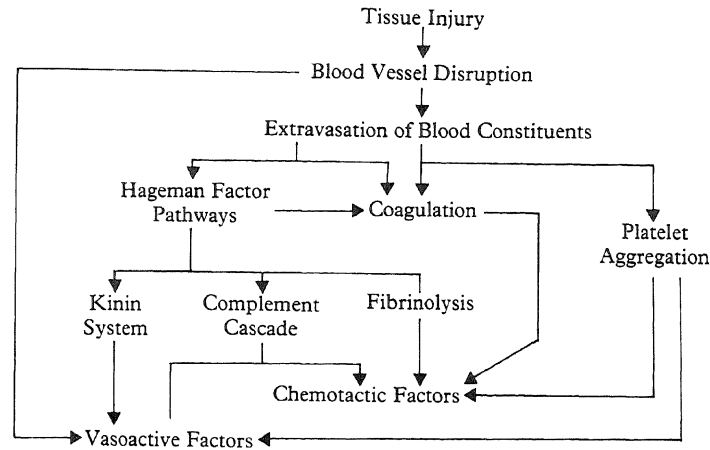 Tissue Injury
Blood Vessel Disruption
Extravasation of Blood Constituents
Hageman Factor
Pathways
Coagulation
Platelet
Aggregation
Kinin
System
Complement
Cascade
Fibrinolysis
Chemotactic Factors
Vasoactive Factors